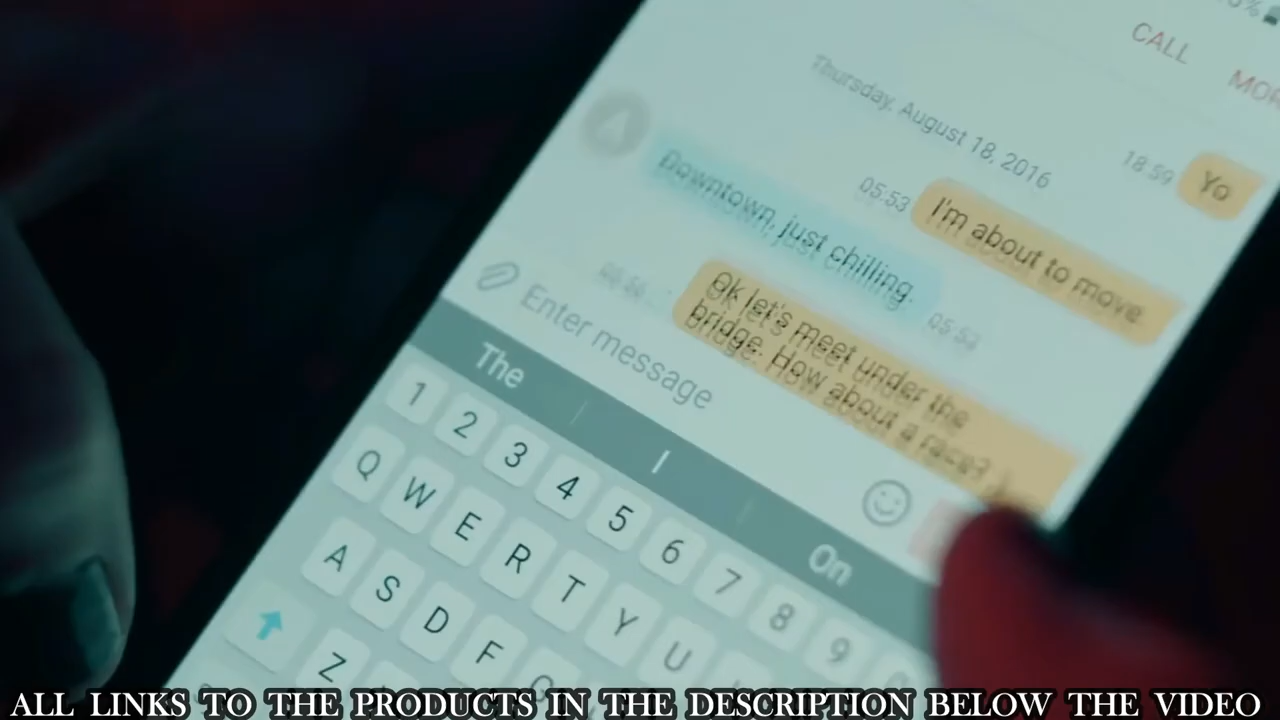 CALL
Thursday, August 18, 2016
18:59
Yo
05:53
I'm about to move.
Downtown, just chilling.
05:53
Ok let's meet under the
bridge. How about a race?
Enter message
The
I
On
1 2 3 4 5 6 7 8 9
Q W E R T Y U
A S D F
Z
ALL LINKS TO THE PRODUCTS IN THE DESCRIPTION BELOW THE VIDEO